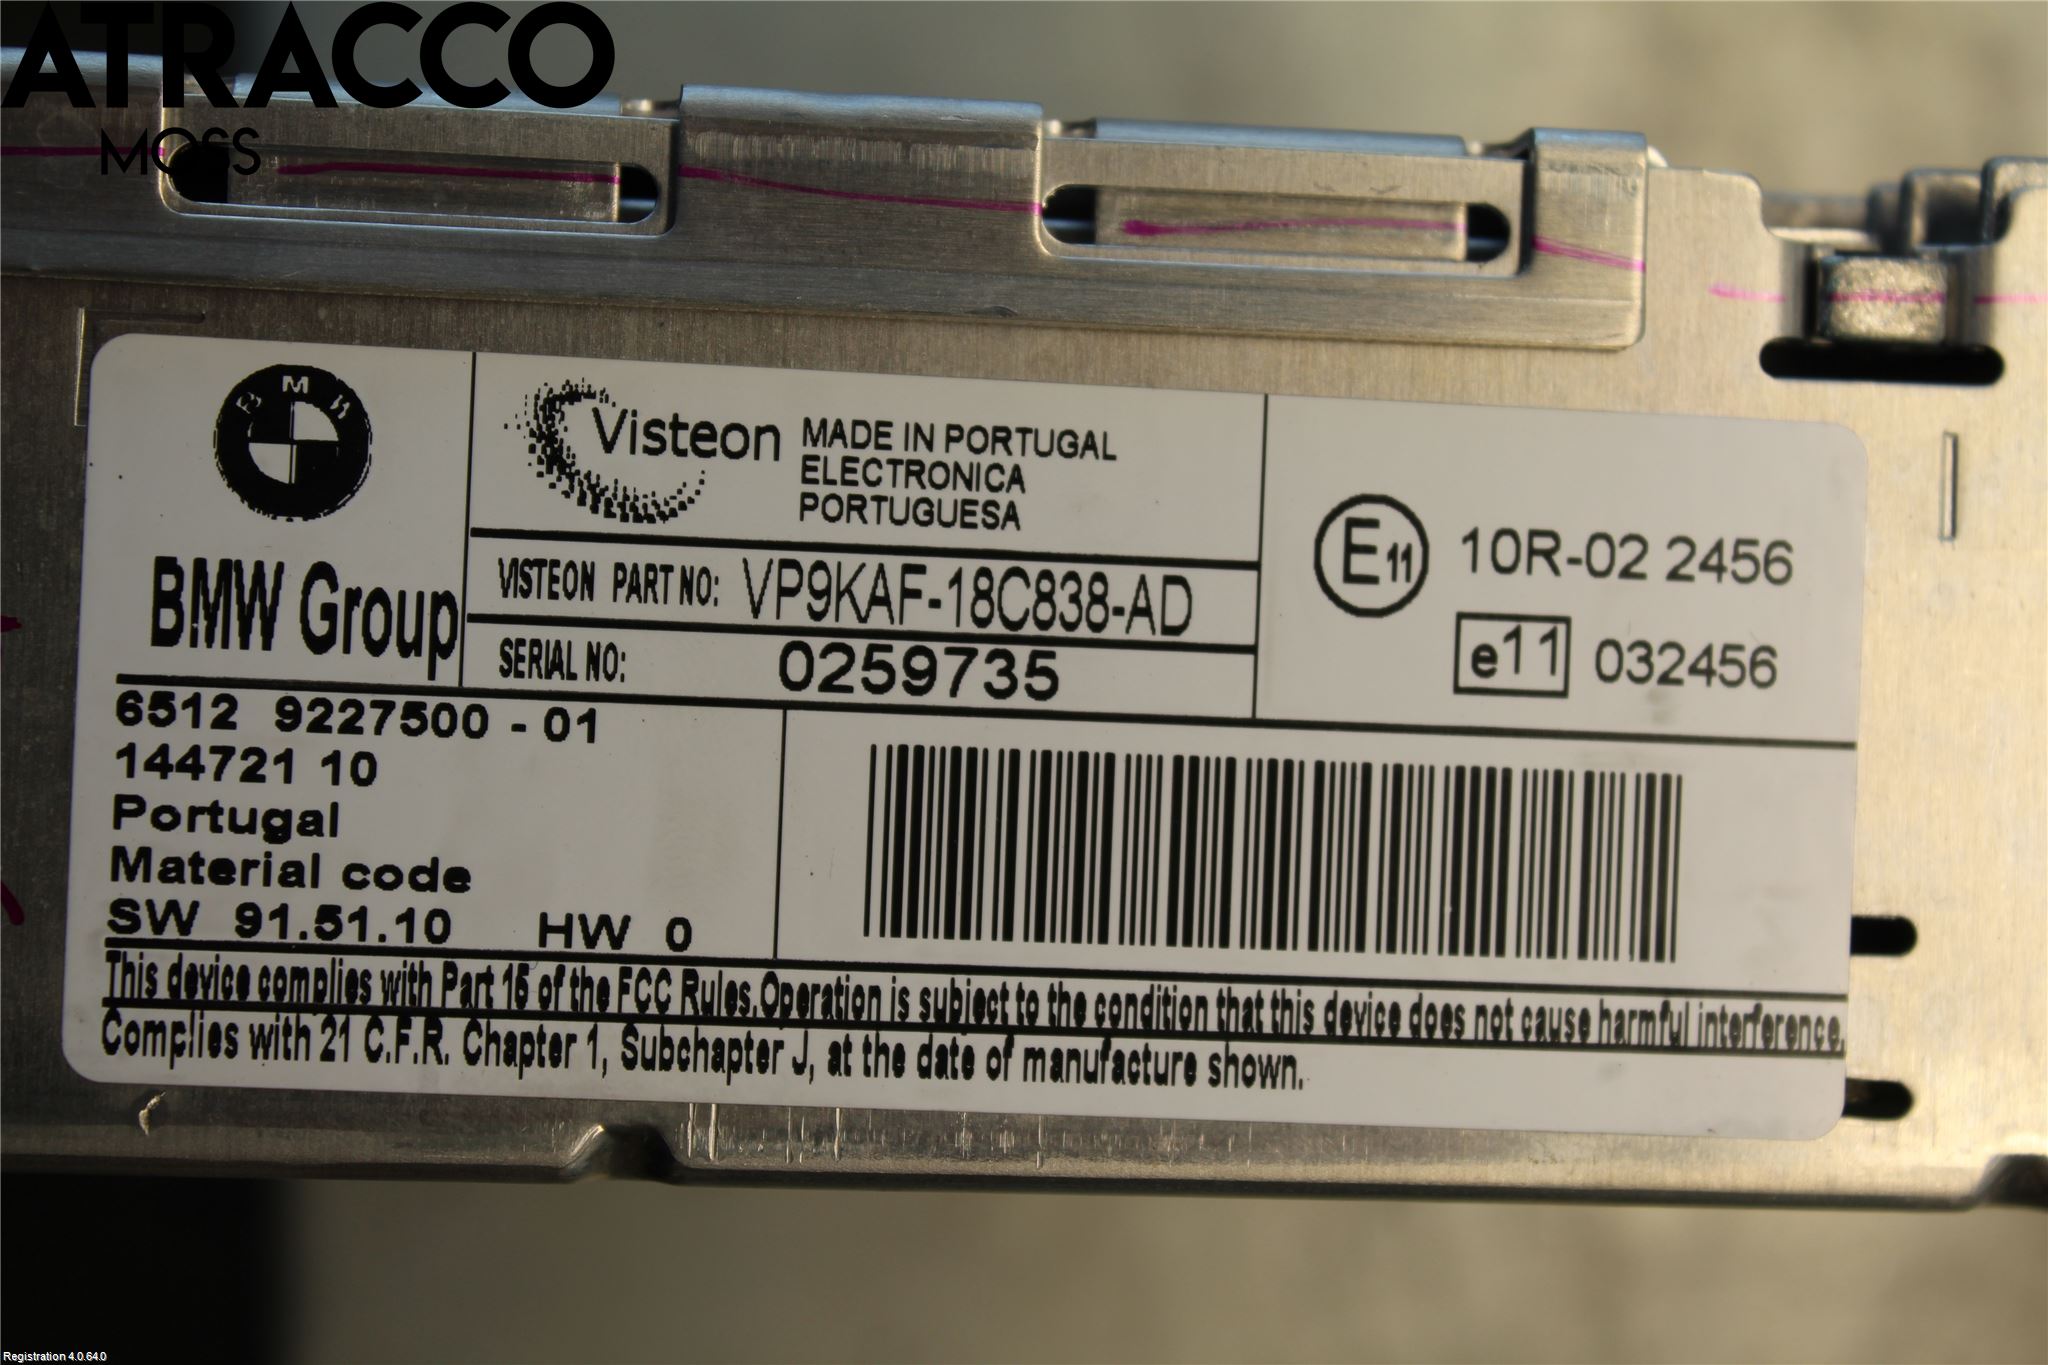 ATRACCO
MOSS
BMW
BMW Group
Visteon
MADE IN PORTUGAL
ELECTRONICA
PORTUGUESA
VISTEON PART NO: VP9KAF-18C838-AD
SERIAL NO: 0259735
E11 10R-02 2456
e11 032456
6512 9227500 - 01
144721 10
Portugal
Material code
SW 91.51.10 HW 0
This device complies with Part 15 of the FCC Rules.Operation is subject to the condition that this device does not cause harmful interference.
Complies with 21 C.F.R. Chapter 1, Subchapter J, at the date of manufacture shown.
Registration 4.0.64.0